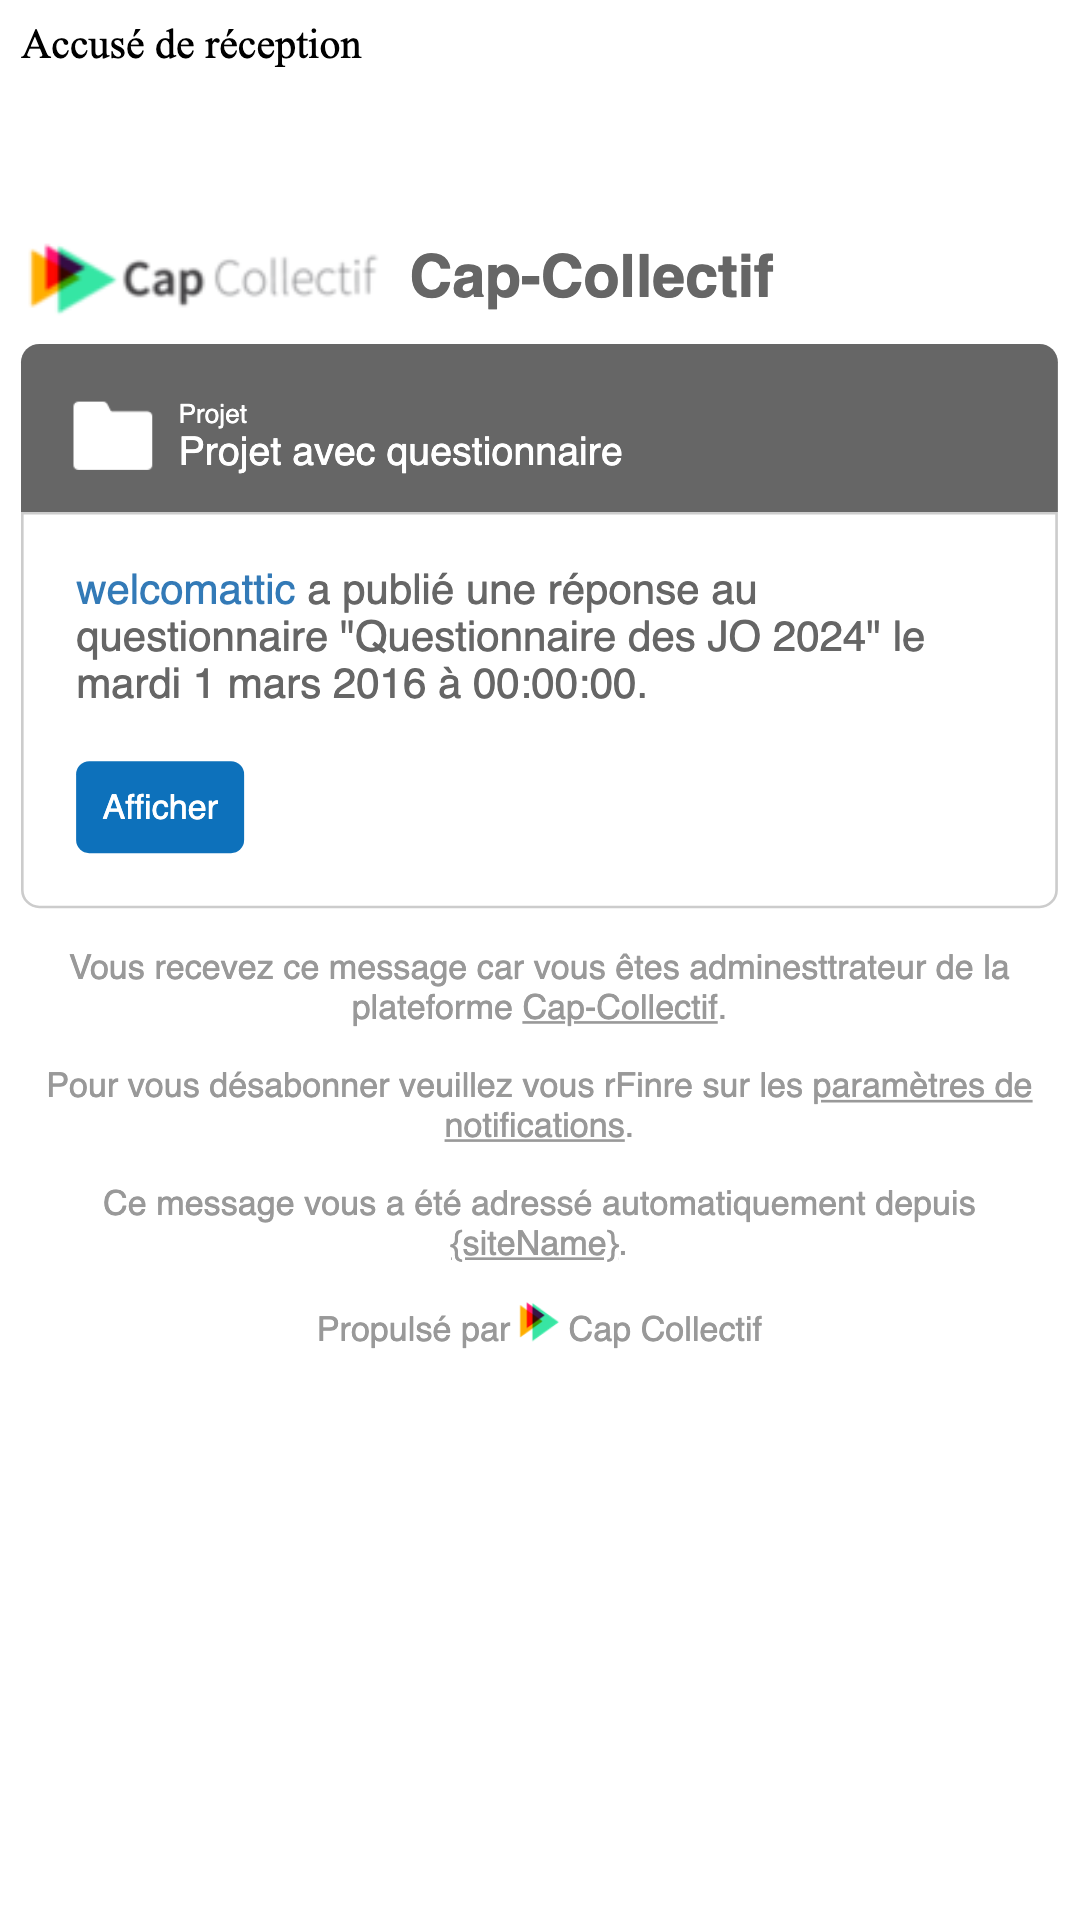 Accusé de réception
Cap Collectif Cap-Collectif
Projet
Projet avec questionnaire
welcomattic a publié une réponse au
questionnaire "Questionnaire des JO 2024" le
mardi 1 mars 2016 à 00:00:00.
Afficher
Vous recevez ce message car vous êtes adminesttrateur de la
plateforme Cap-Collectif.
Pour vous désabonner veuillez vous rFinre sur les paramètres de
notifications.
Ce message vous a été adressé automatiquement depuis
{siteName}.
Propulsé par Cap Collectif